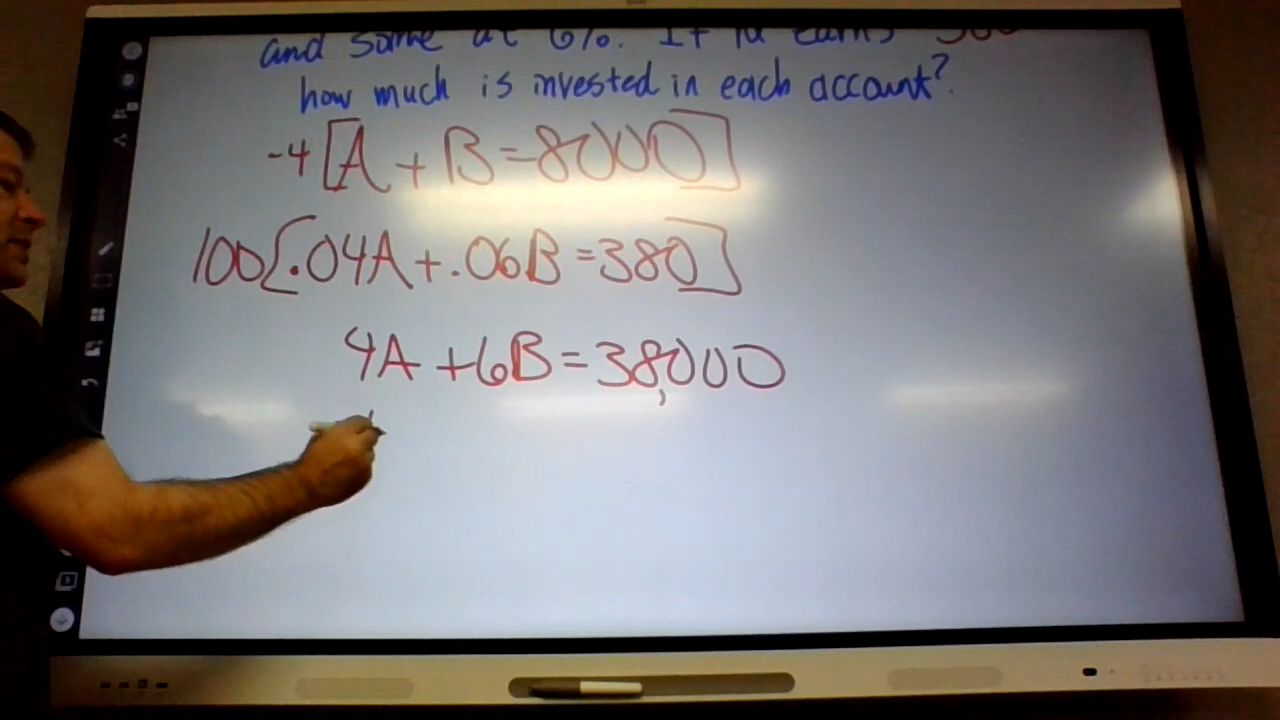 and some at 6%. If he earns
how much is invested in each account?
-4[A + B = 8000]
100[.04A + .06B = 380]
4A + 6B = 38,000